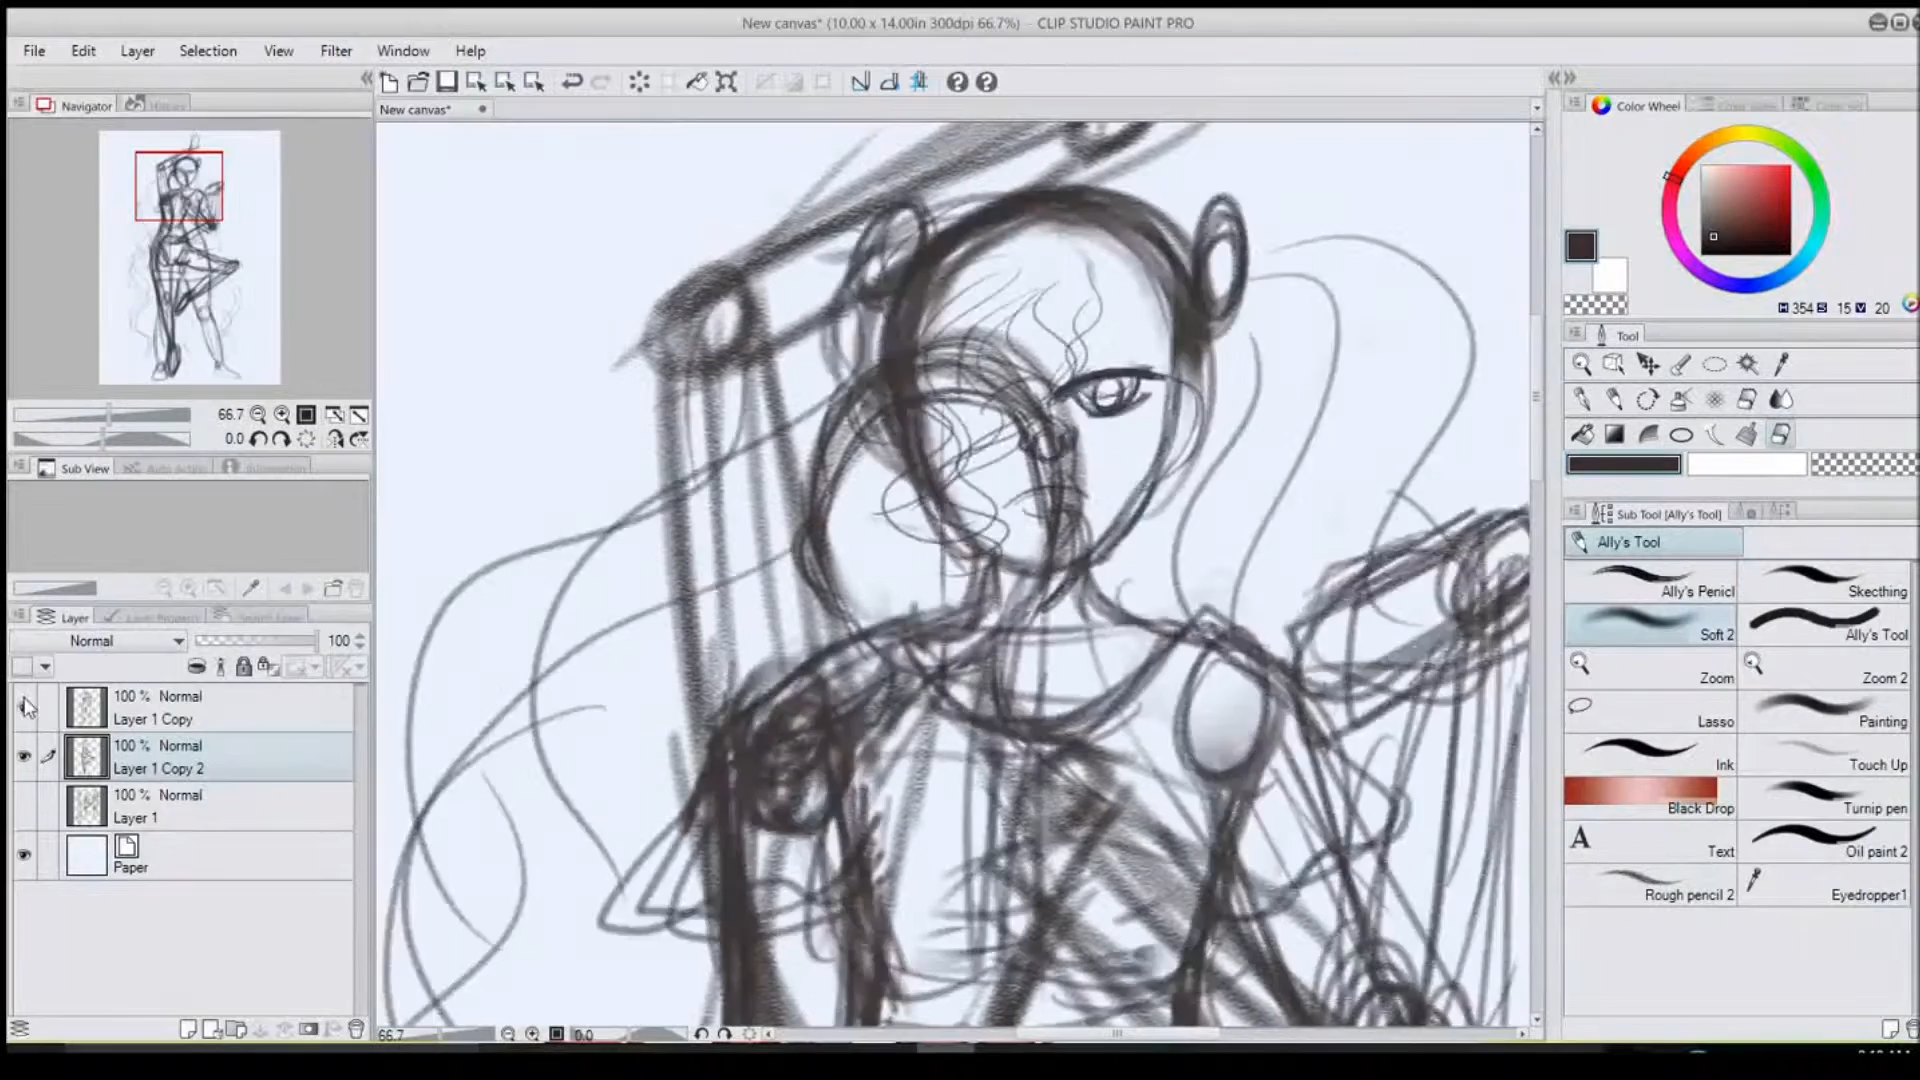 New canvas* (10.00 x 14.00in 300dpi 66.7%) - CLIP STUDIO PAINT PRO
File Edit Layer Selection View Filter Window Help
Navigator
New canvas*
Color Wheel
354 S 15 V 20
Tool
66.7
0.0
Sub View
Sub Tool [Ally's Tool]
Ally's Tool
Ally's Penicl
Skecthing
Soft 2
Ally's Tool
Zoom
Zoom 2
Lasso
Painting
Ink
Touch Up
Black Drop
Turnip pen
A Text
Oil paint 2
Rough pencil 2
Eyedropper1
Layer
Normal 100
100 % Normal
Layer 1 Copy
100 % Normal
Layer 1 Copy 2
100 % Normal
Layer 1
Paper
66.7 0.0